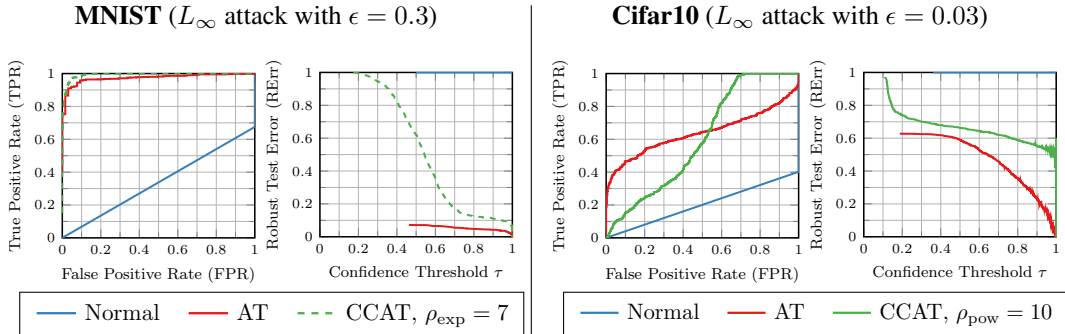 MNIST (L∞ attack with ϵ = 0.3)
True Positive Rate (TPR)
1
0.8
0.6
0.4
0.2
0
0 0.2 0.4 0.6 0.8 1
False Positive Rate (FPR)
Robust Test Error (RErr)
1
0.8
0.6
0.4
0.2
0
0 0.2 0.4 0.6 0.8 1
Confidence Threshold τ
Normal AT CCAT, ρexp = 7
Cifar10 (L∞ attack with ϵ = 0.03)
True Positive Rate (TPR)
1
0.8
0.6
0.4
0.2
0
0 0.2 0.4 0.6 0.8 1
False Positive Rate (FPR)
Robust Test Error (RErr)
1
0.8
0.6
0.4
0.2
0
0 0.2 0.4 0.6 0.8 1
Confidence Threshold τ
Normal AT CCAT, ρpow = 10